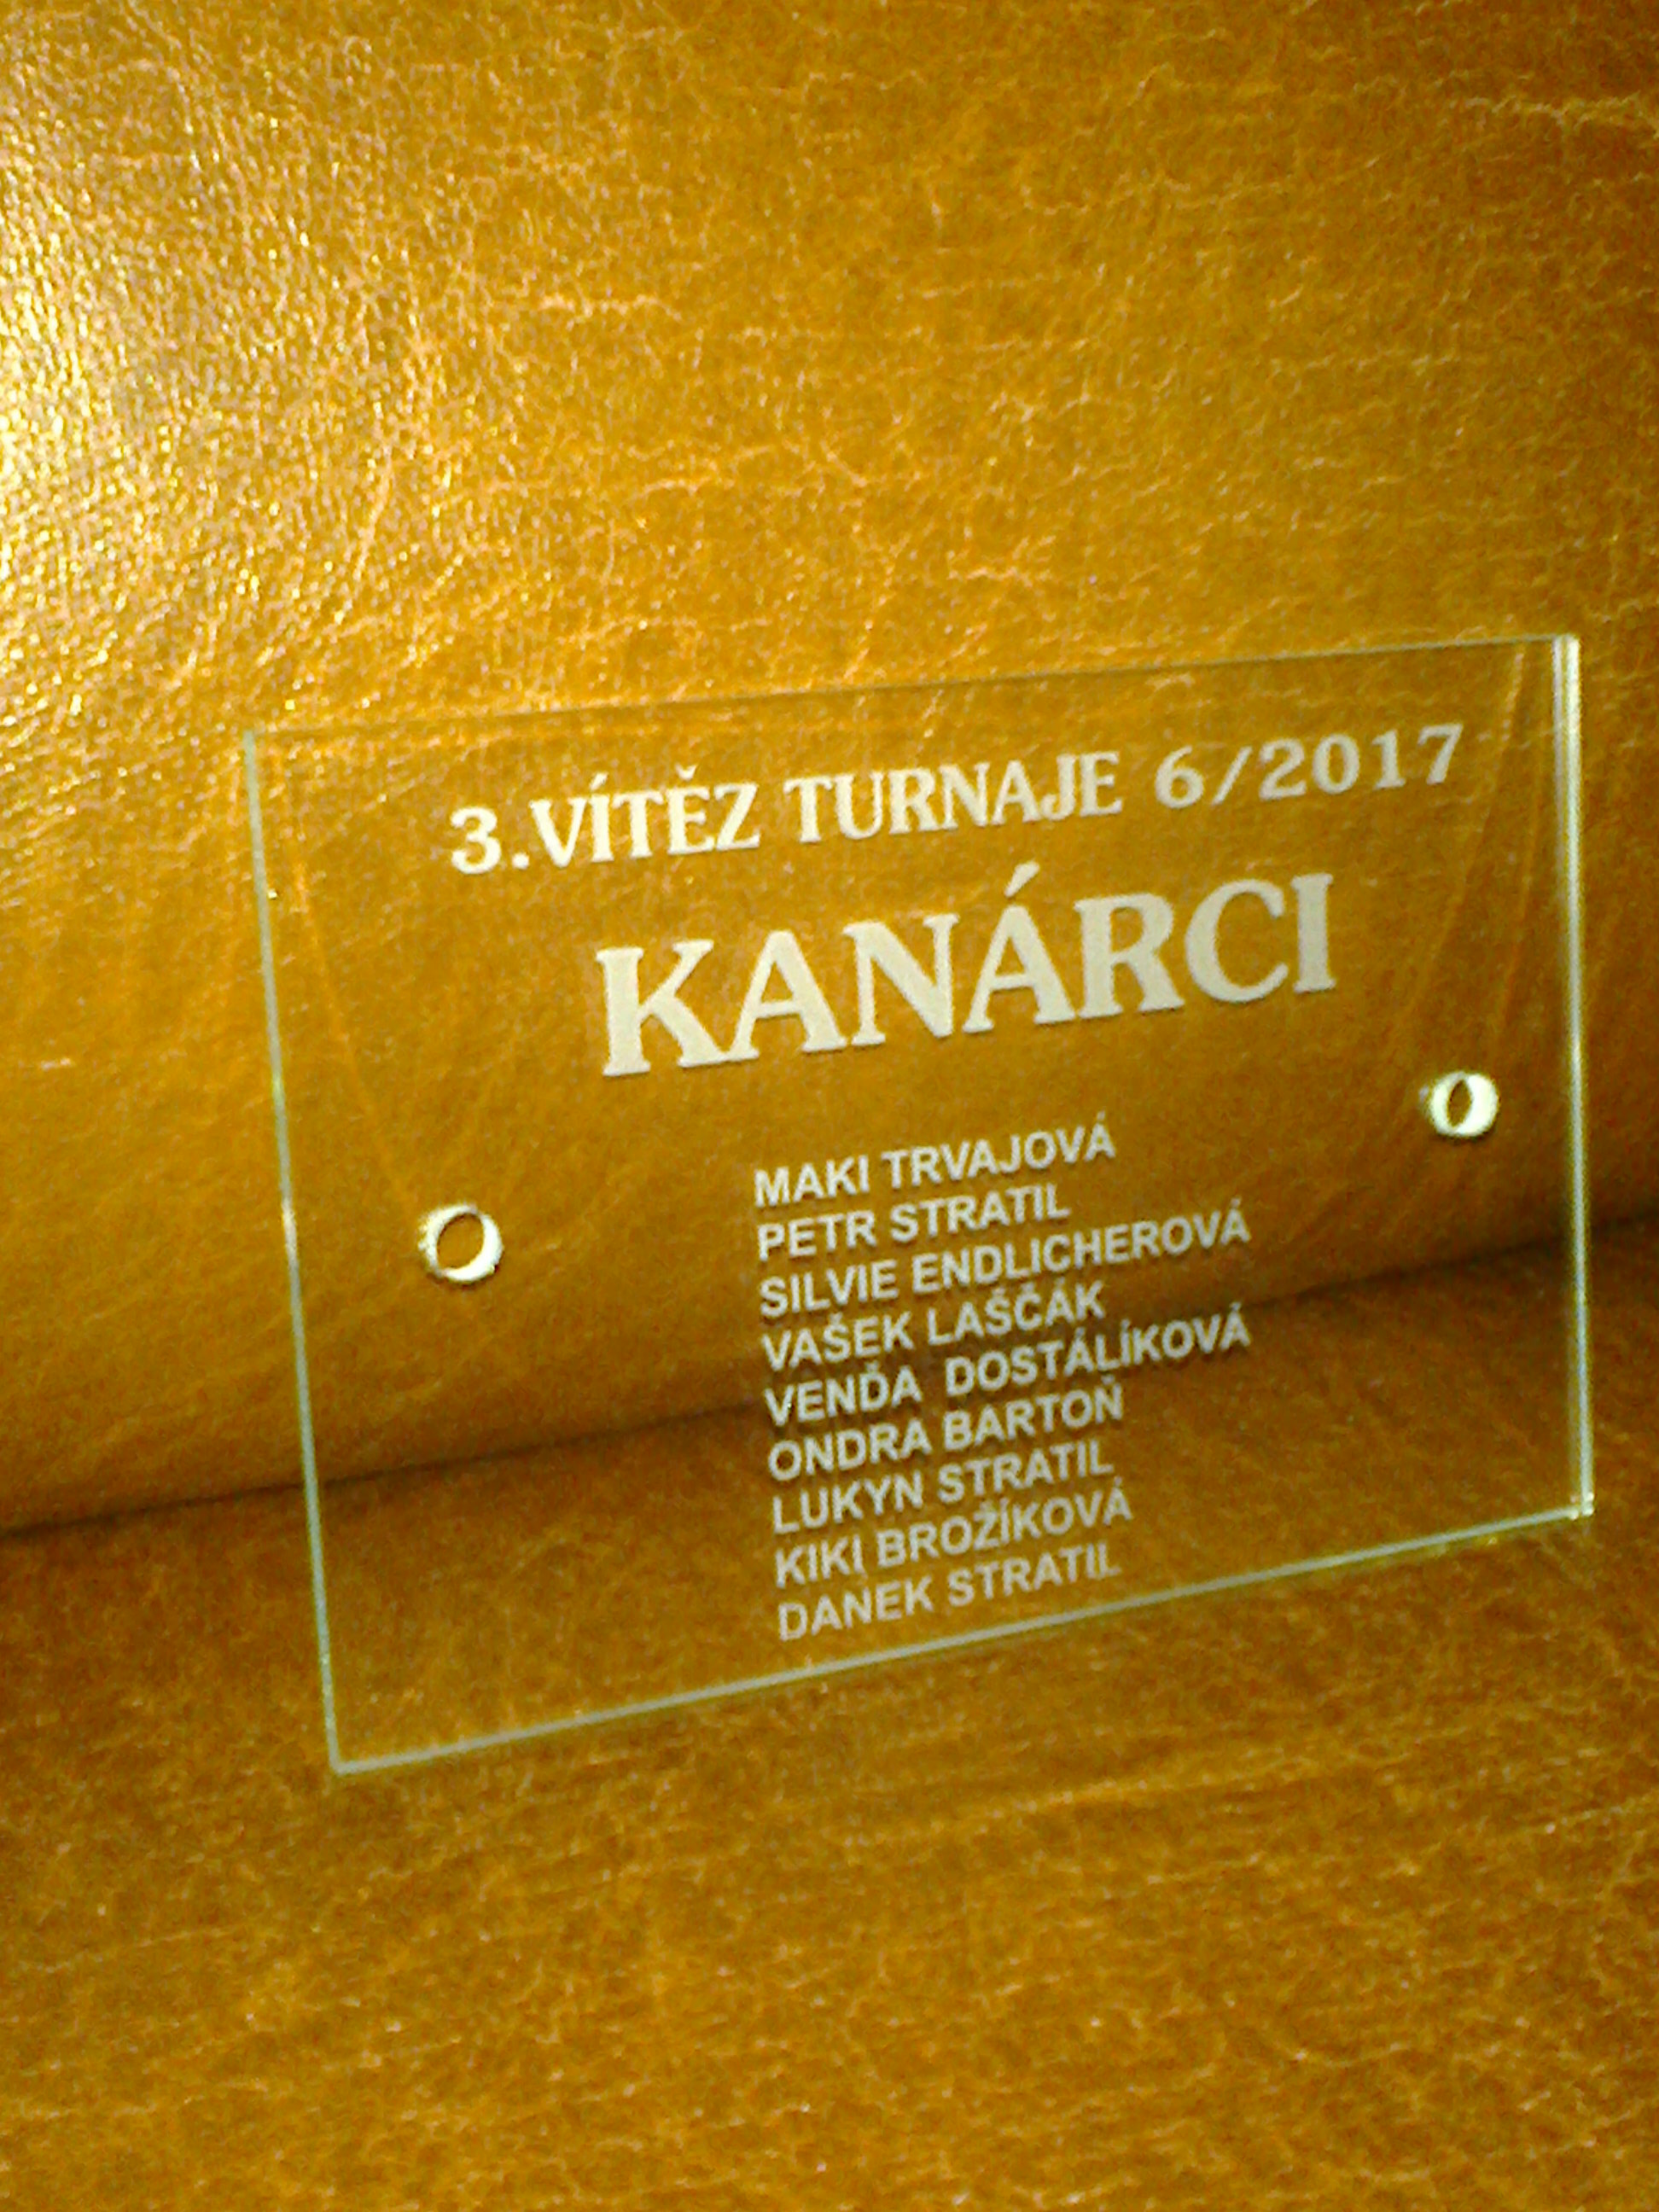 3.VÍTĚZ TURNAJE 6/2017
KANÁRCI
MAKI TRVAJOVÁ
PETR STRATIL
SILVIE ENDLICHEROVÁ
VAŠEK LAŠČÁK
VENĎA DOSTÁLÍKOVÁ
ONDRA BARTOŇ
LUKYN STRATIL
KIKI BROŽÍKOVÁ
DANEK STRATIL